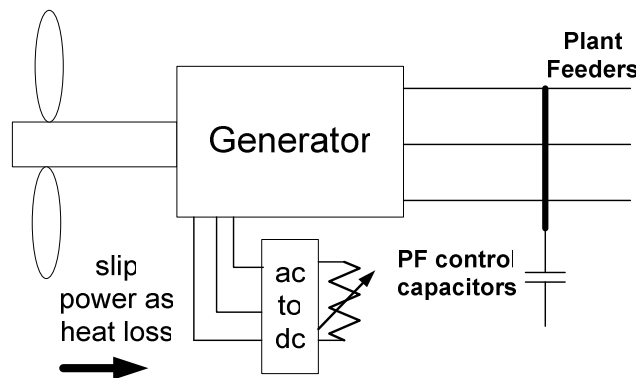 Plant
Feeders
Generator
slip
power as
heat loss
ac
to
dc
PF control
capacitors